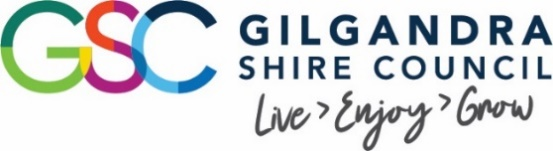 GSC
GILGANDRA
SHIRE COUNCIL
Live > Enjoy > Grow